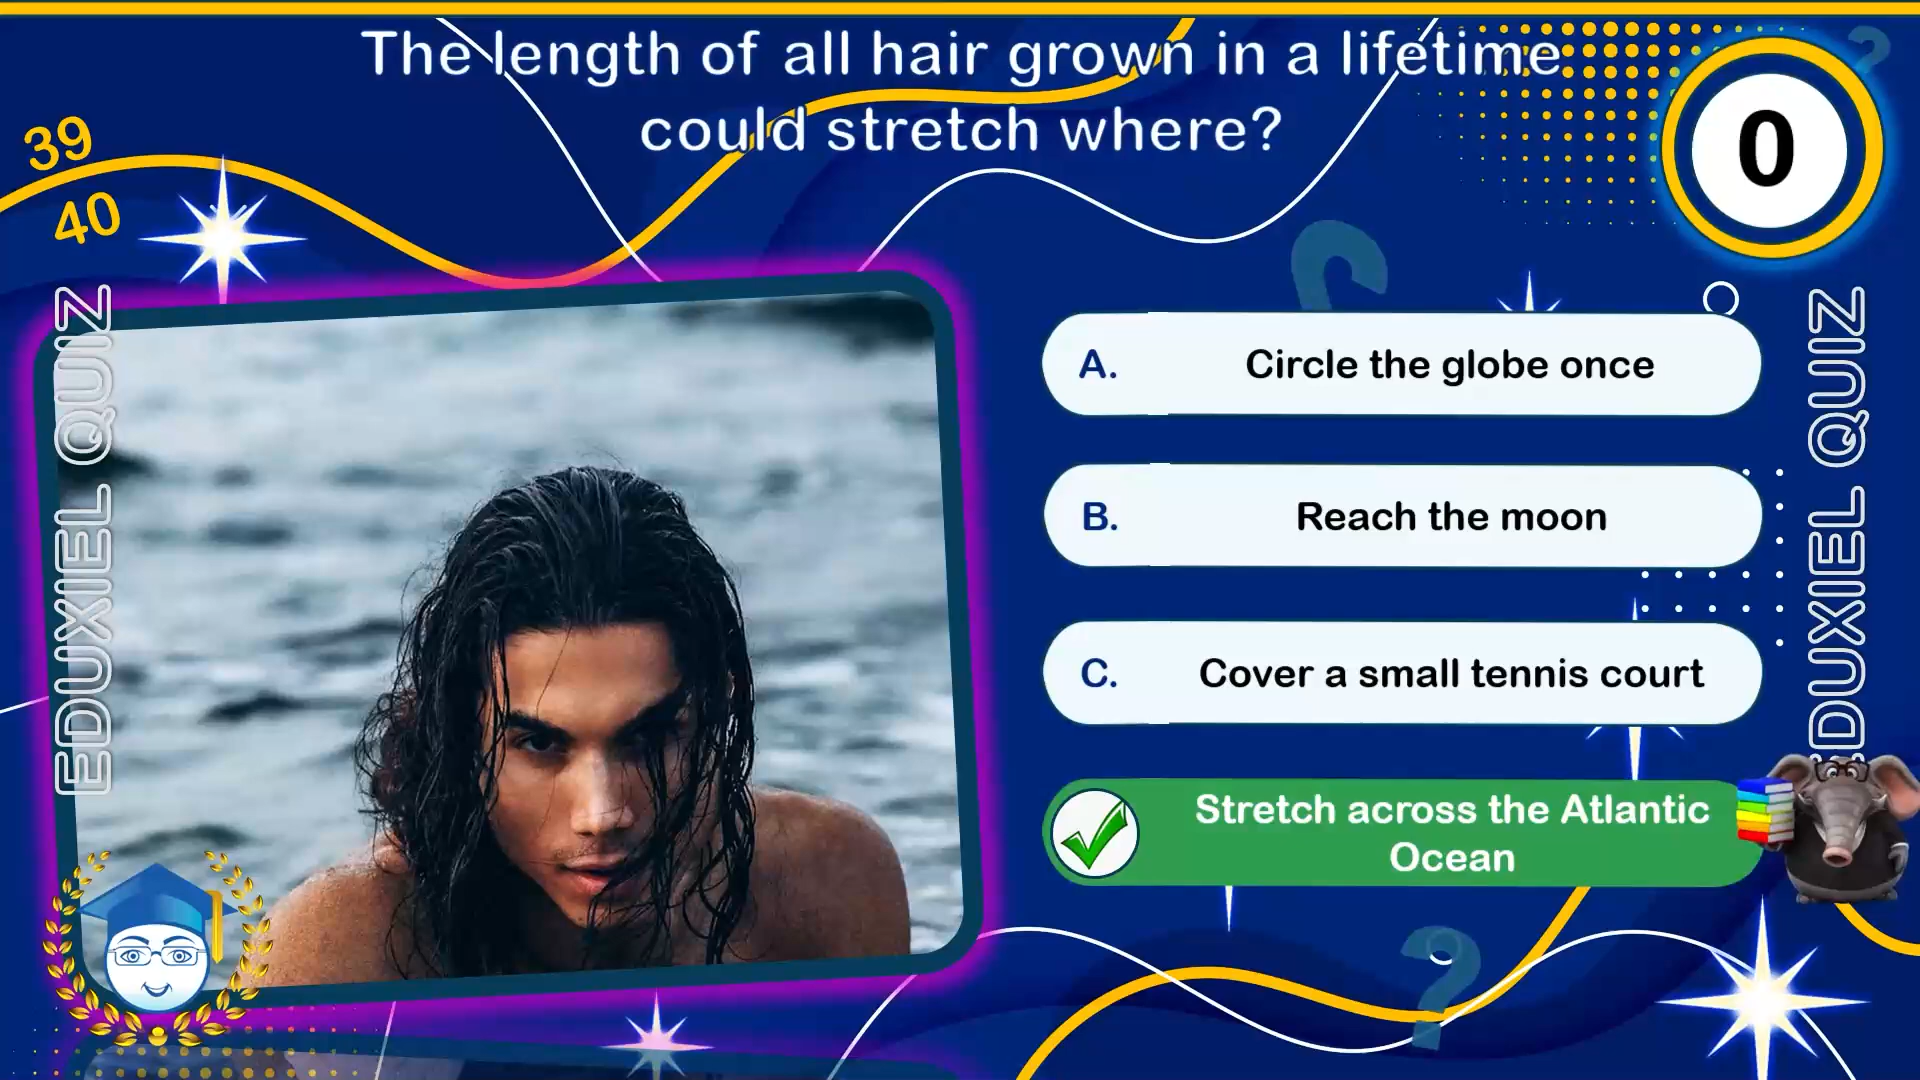 The length of all hair grown in a lifetime
could stretch where?
0
39
40
EDUXIEL QUIZ
A. Circle the globe once
B. Reach the moon
C. Cover a small tennis court
Stretch across the Atlantic
Ocean
EDUXIEL QUIZ